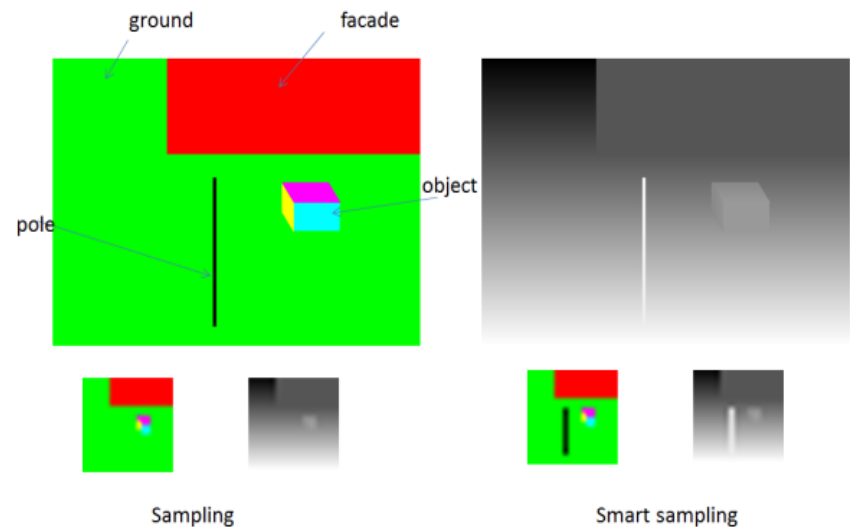 ground
facade
object
pole
Sampling
Smart sampling